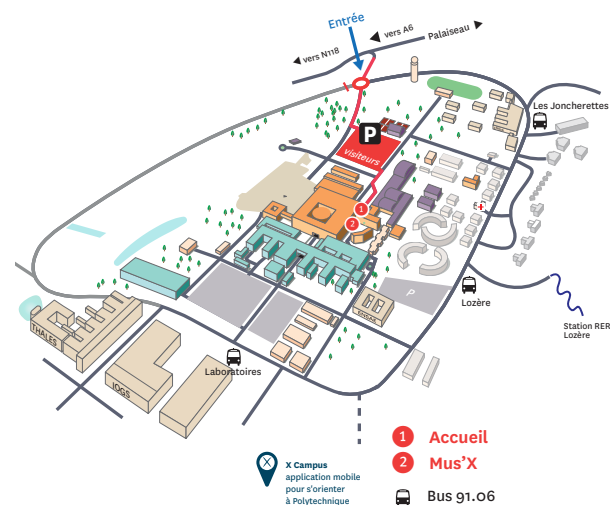 Entrée
vers N118
vers A6
Palaiseau
Les Joncherettes
P
visiteurs
1
2
P
Lozère
Station RER
Lozère
ENSAE
THALES
IOGS
Laboratoires
X
X Campus
application mobile
pour s'orienter
à Polytechnique
1 Accueil
2 Mus'X
Bus 91.06